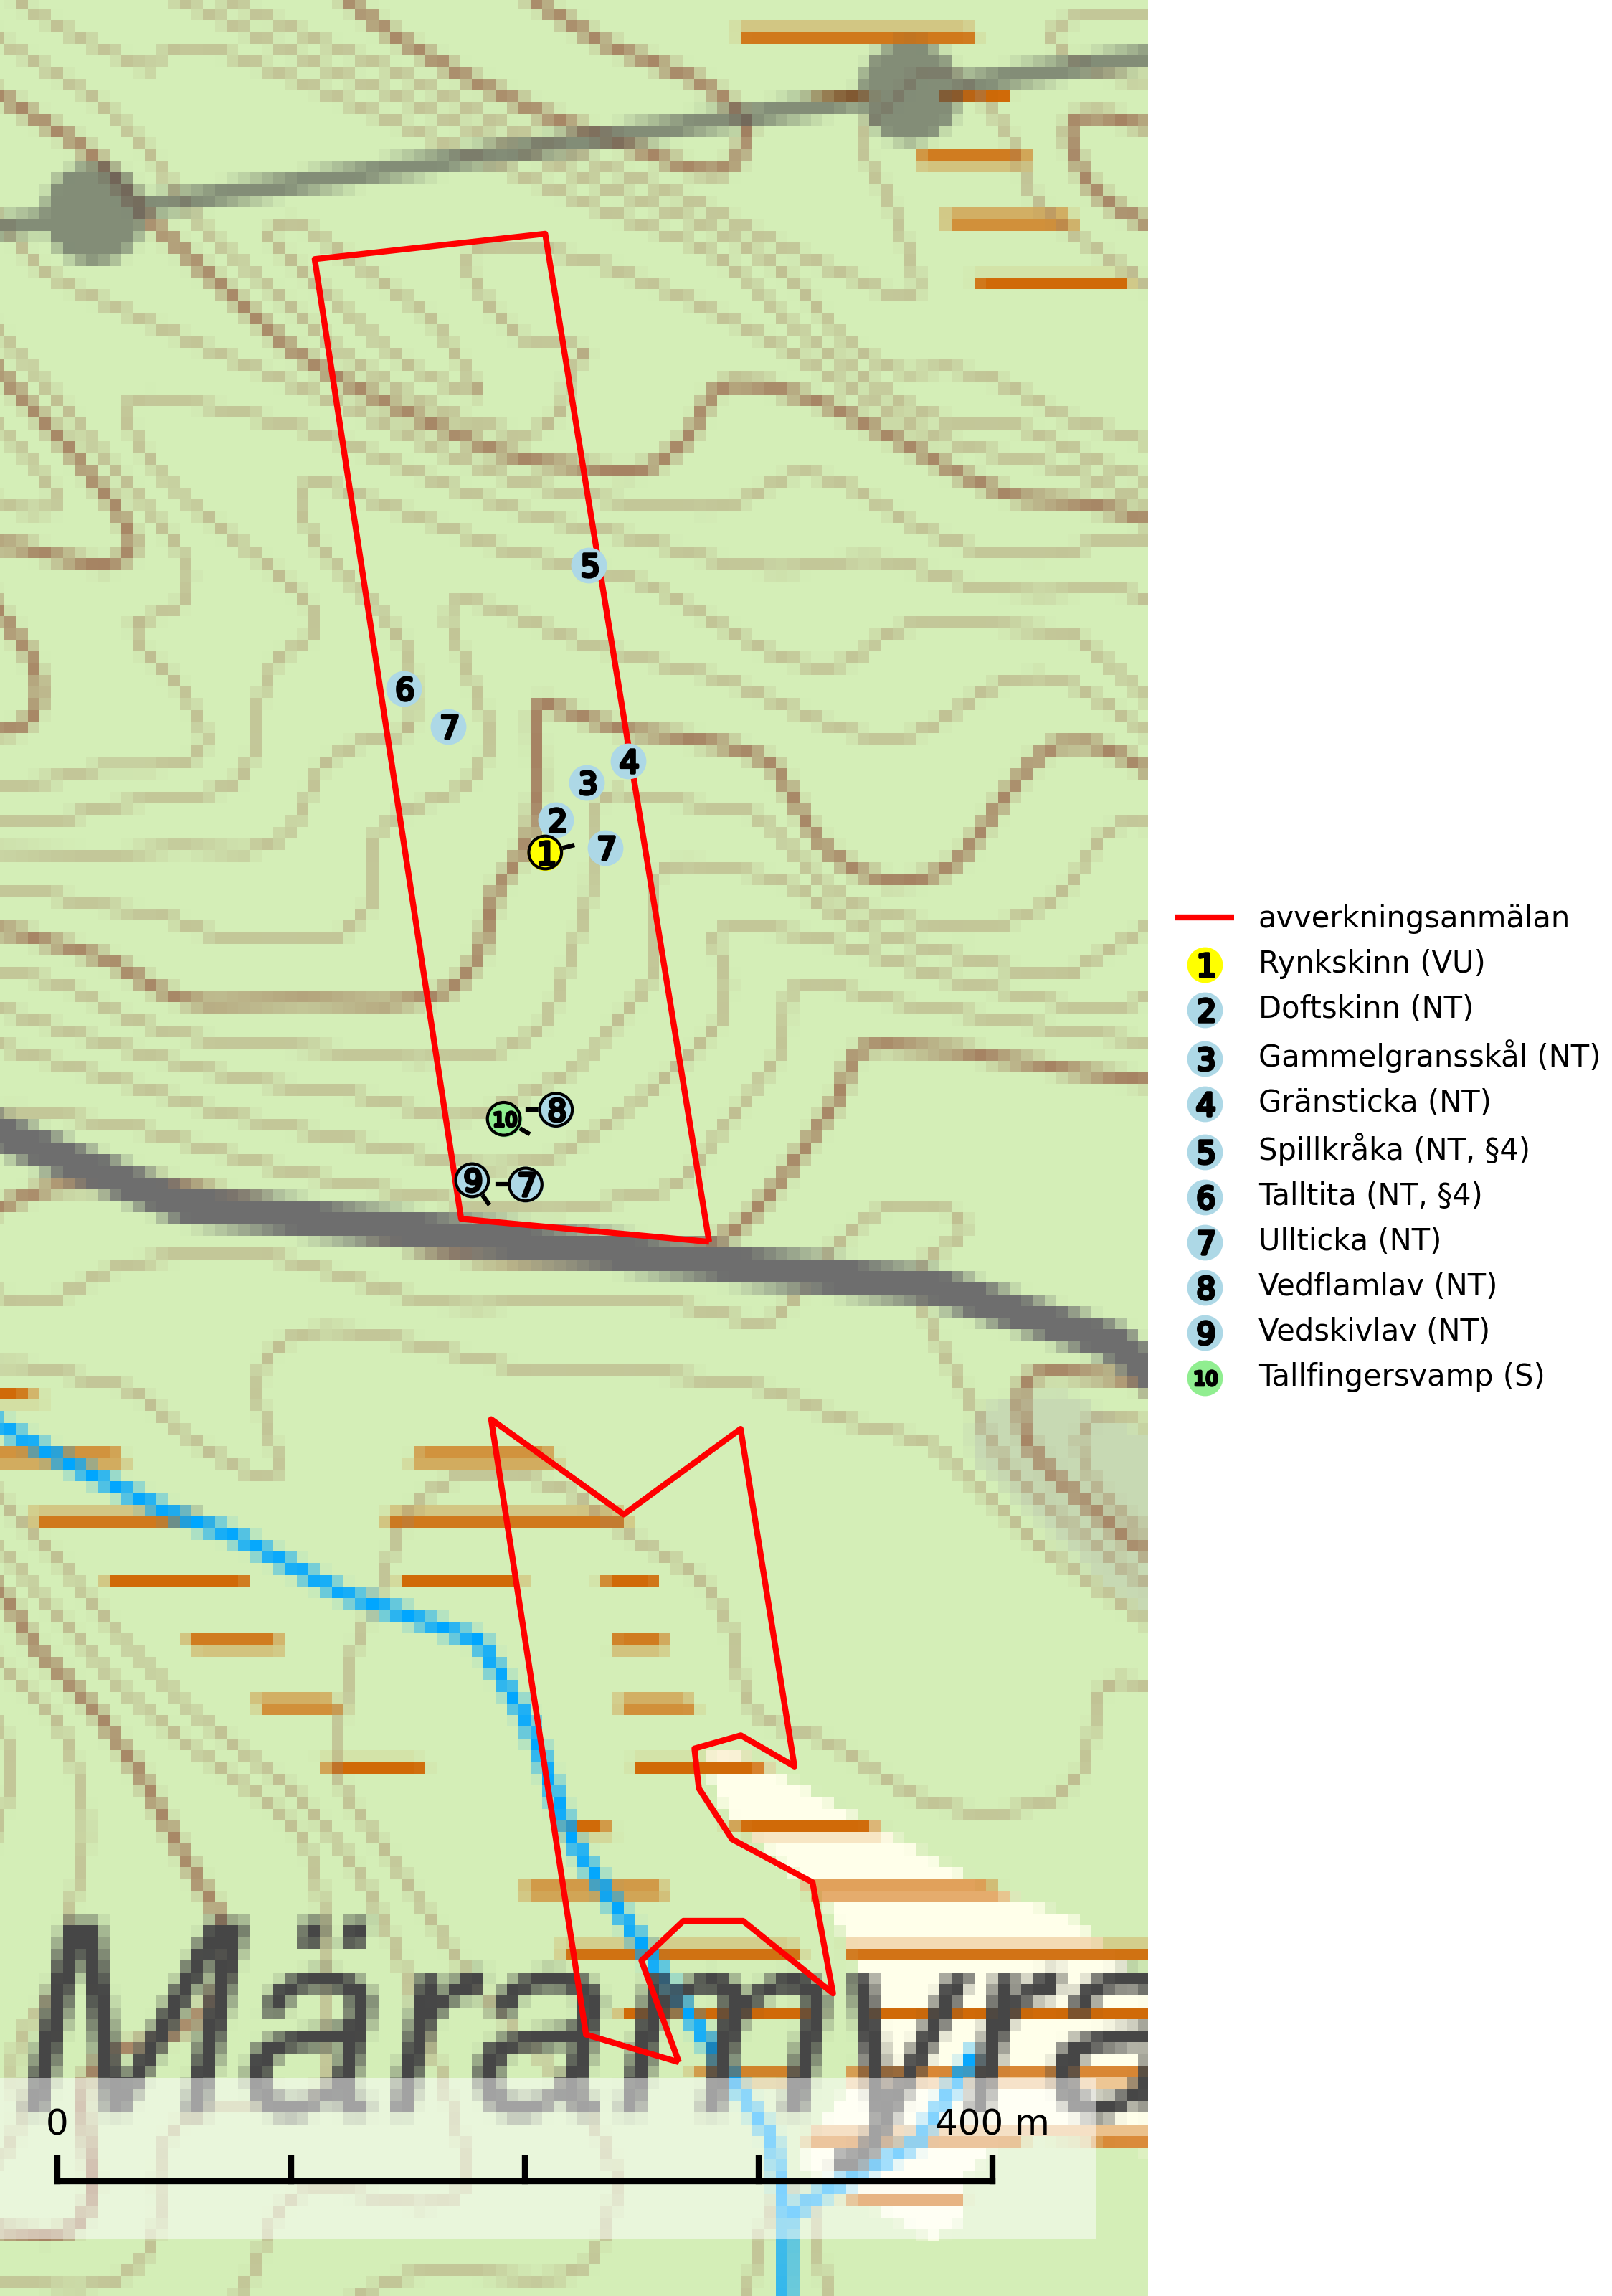 5
6
7
4
3
2
1
7
10
8
9
7
avverkningsanmälan
1 Rynkskinn (VU)
2 Doftskinn (NT)
3 Gammelgransskål (NT)
4 Gränsticka (NT)
5 Spillkråka (NT, §4)
6 Talltita (NT, §4)
7 Ullticka (NT)
8 Vedflamlav (NT)
9 Vedskivlav (NT)
10 Tallfingersvamp (S)
Märamyra
0 400 m